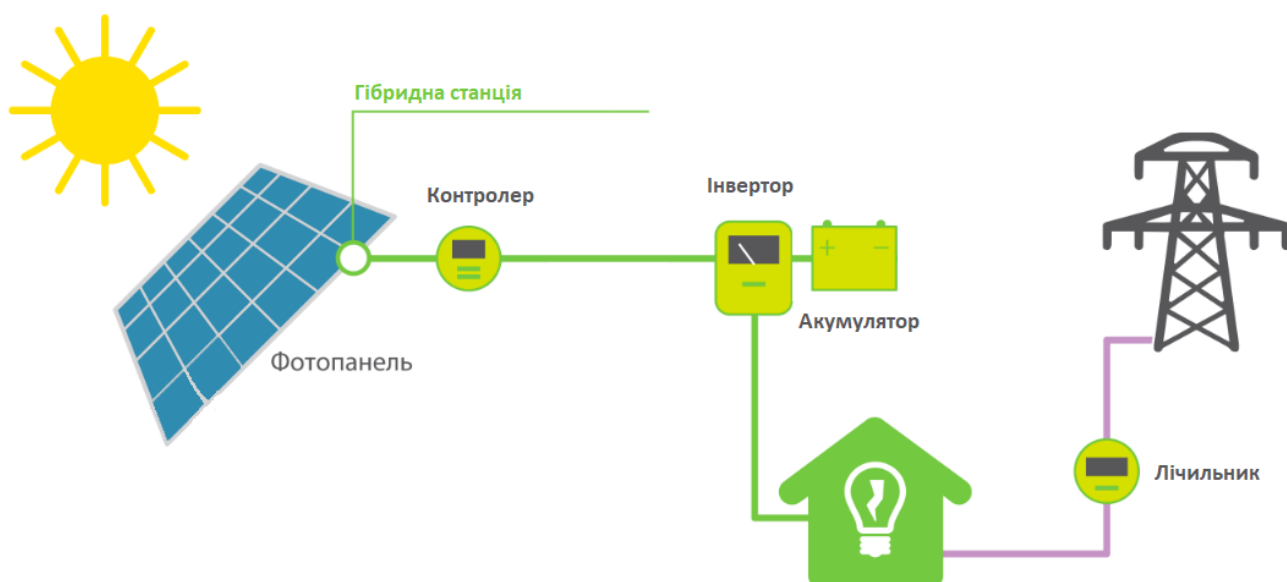 Гібридна станція
Контролер
Інвертор
+ −
Акумулятор
Фотопанель
Лічильник